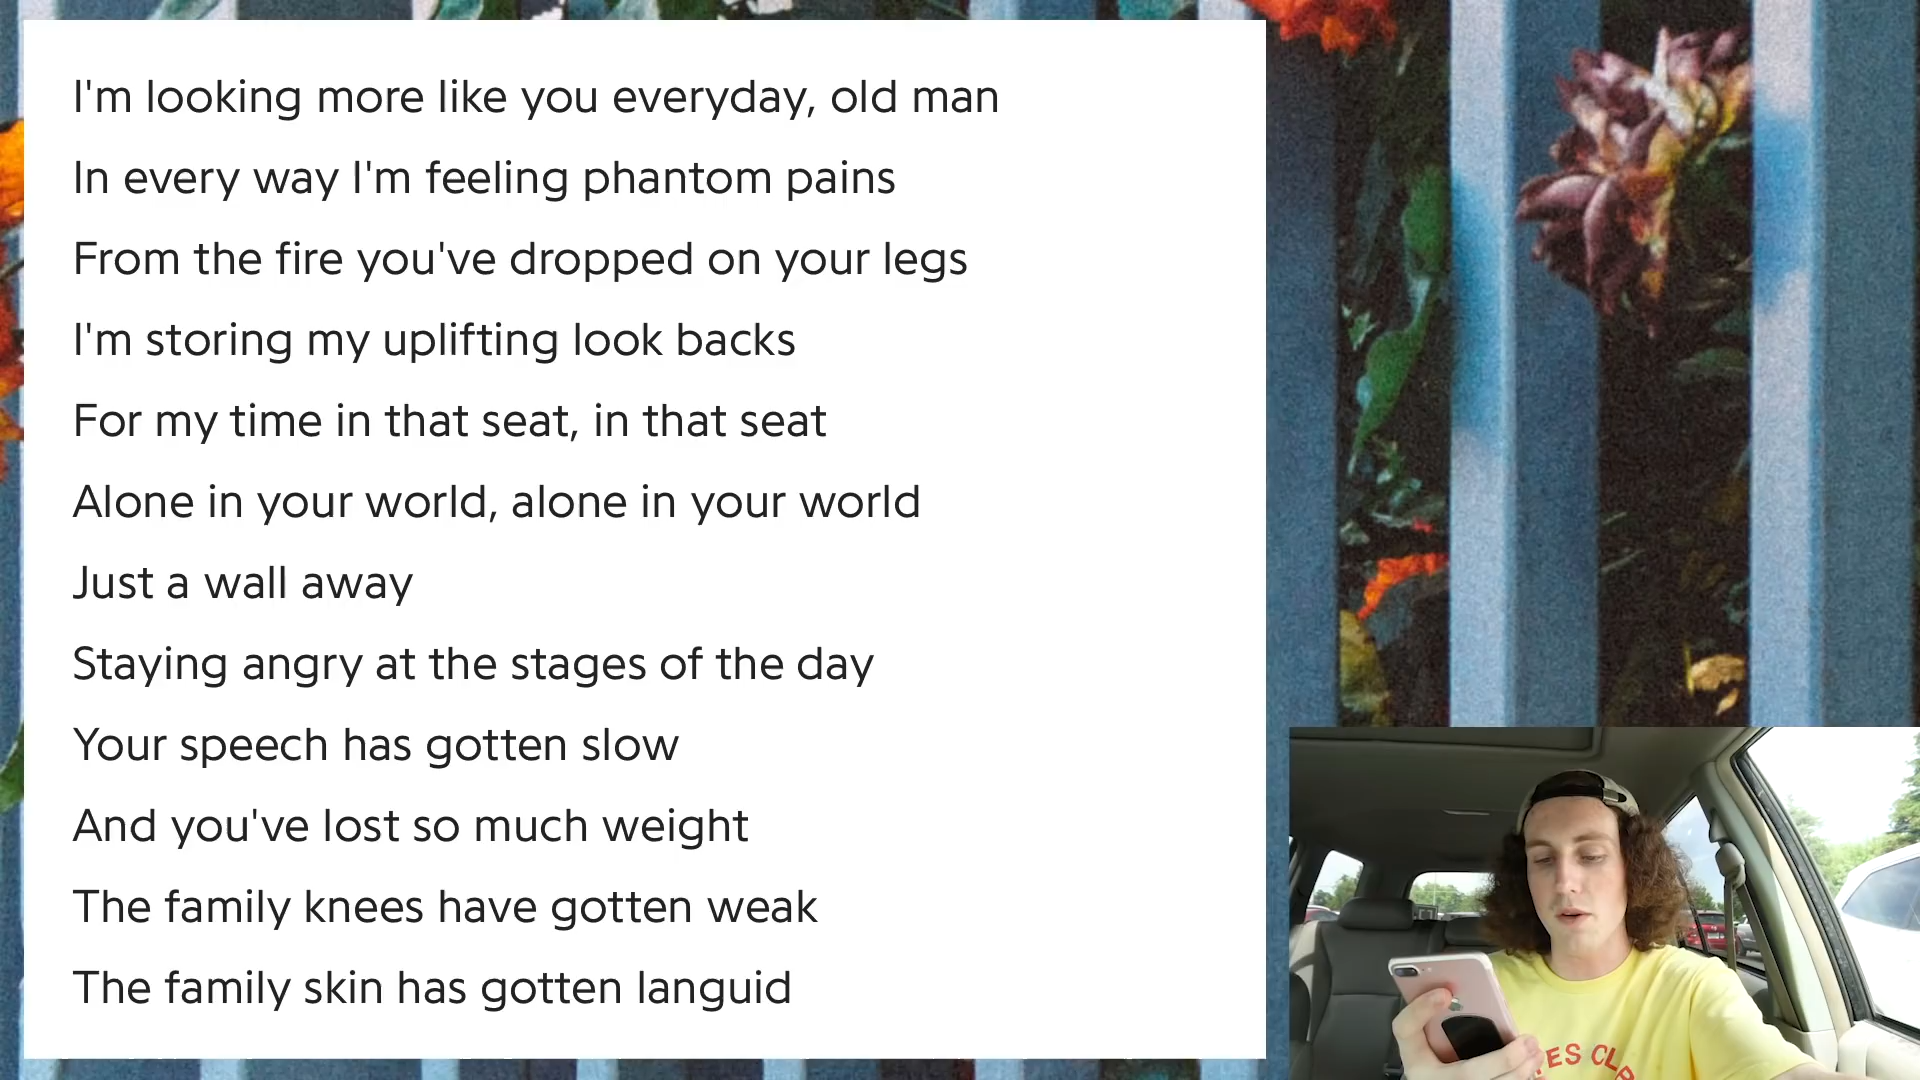 I'm looking more like you everyday, old man
In every way I'm feeling phantom pains
From the fire you've dropped on your legs
I'm storing my uplifting look backs
For my time in that seat, in that seat
Alone in your world, alone in your world
Just a wall away
Staying angry at the stages of the day
Your speech has gotten slow
And you've lost so much weight
The family knees have gotten weak
The family skin has gotten languid